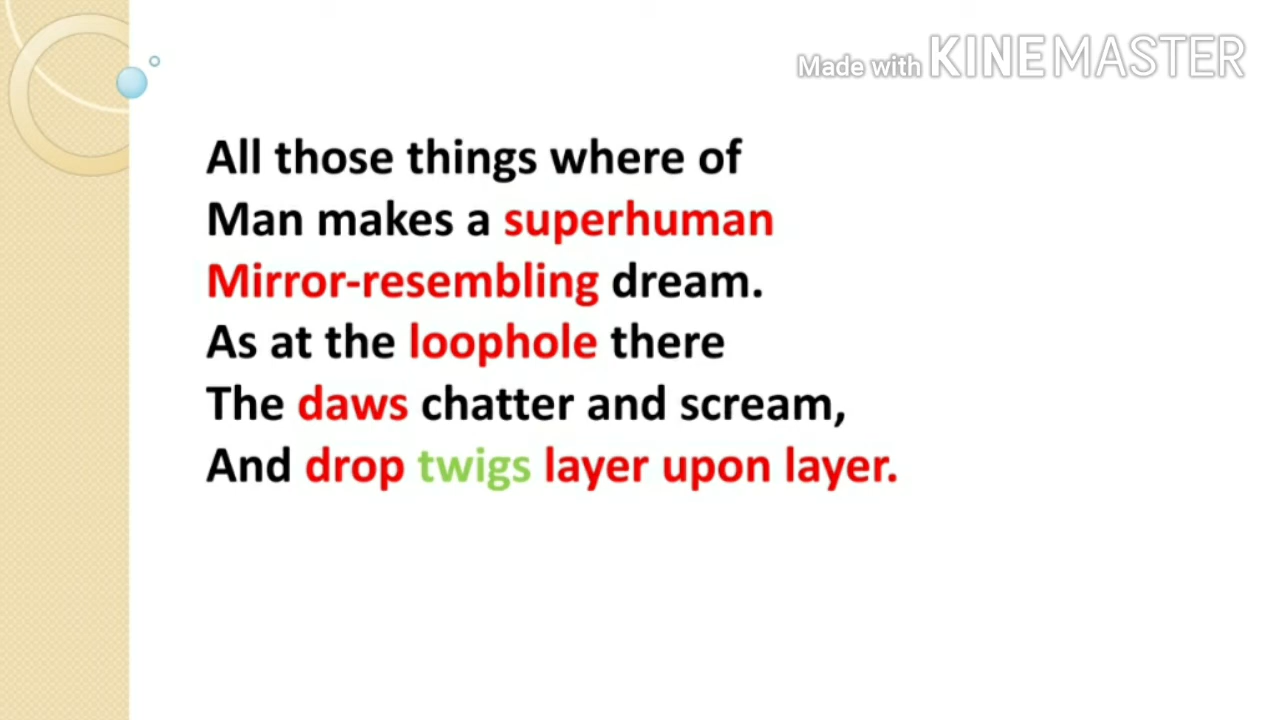 Made with KINEMASTER
All those things where of
Man makes a superhuman
Mirror-resembling dream.
As at the loophole there
The daws chatter and scream,
And drop twigs layer upon layer.